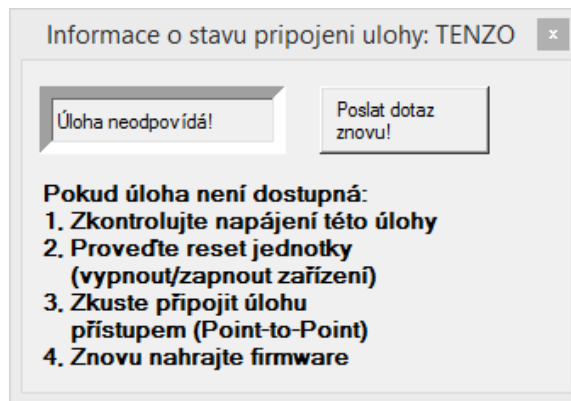 Informace o stavu pripojeni ulohy: TENZO
x
Úloha neodpovídá!
Poslat dotaz
znovu!
Pokud úloha není dostupná:
1. Zkontrolujte napájení této úlohy
2. Proveďte reset jednotky
(vypnout/zapnout zařízení)
3. Zkuste připojit úlohu
přístupem (Point-to-Point)
4. Znovu nahrajte firmware